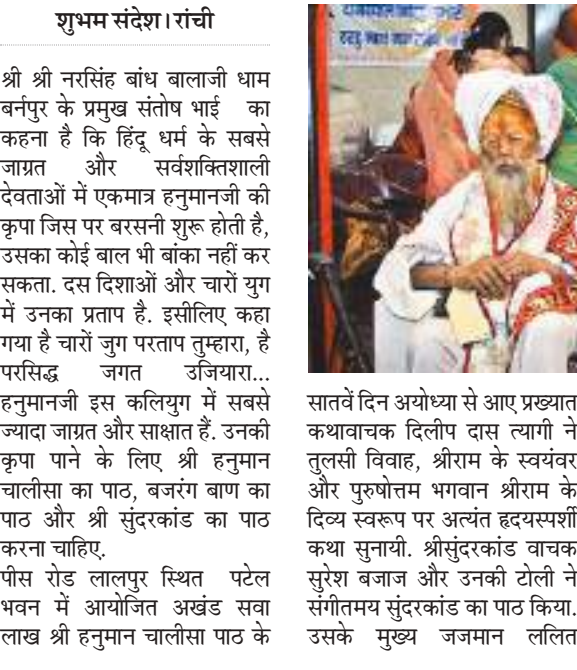 शुभम संदेश। रांची
श्री श्री नरसिंह बांध बालाजी धाम
बर्नपुर के प्रमुख संतोष भाई का
कहना है कि हिंदू धर्म के सबसे
जाग्रत और सर्वशक्तिशाली
देवताओं में एकमात्र हनुमानजी की
कृपा जिस पर बरसनी शुरू होती है,
उसका कोई बाल भी बांका नहीं कर
सकता. दस दिशाओं और चारों युग
में उनका प्रताप है. इसीलिए कहा
गया है चारों जुग परताप तुम्हारा, है
परसिद्ध जगत उजियारा...
हनुमानजी इस कलियुग में सबसे
ज्यादा जाग्रत और साक्षात हैं. उनकी
कृपा पाने के लिए श्री हनुमान
चालीसा का पाठ, बजरंग बाण का
पाठ और श्री सुंदरकांड का पाठ
करना चाहिए.
पीस रोड लालपुर स्थित पटेल
भवन में आयोजित अखंड सवा
लाख श्री हनुमान चालीसा पाठ के
सातवें दिन अयोध्या से आए प्रख्यात
कथावाचक दिलीप दास त्यागी ने
तुलसी विवाह, श्रीराम के स्वयंवर
और पुरुषोत्तम भगवान श्रीराम के
दिव्य स्वरूप पर अत्यंत हृदयस्पर्शी
कथा सुनायी. श्रीसुंदरकांड वाचक
सुरेश बजाज और उनकी टोली ने
संगीतमय सुंदरकांड का पाठ किया.
उसके मुख्य जजमान ललित